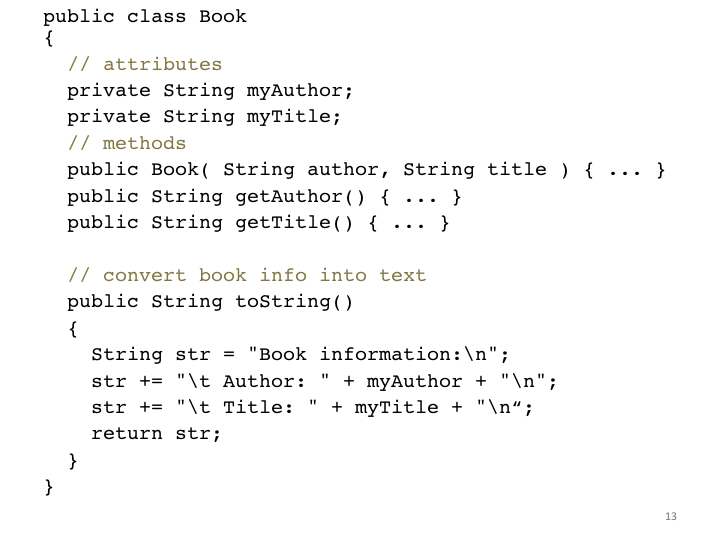 public class Book
{
// attributes
private String myAuthor;
private String myTitle;
// methods
public Book( String author, String title ) { ... }
public String getAuthor() { ... }
public String getTitle() { ... }
// convert book info into text
public String toString()
{
String str = "Book information:\n";
str += "\t Author: " + myAuthor + "\n";
str += "\t Title: " + myTitle + "\n“;
return str;
}
}
13